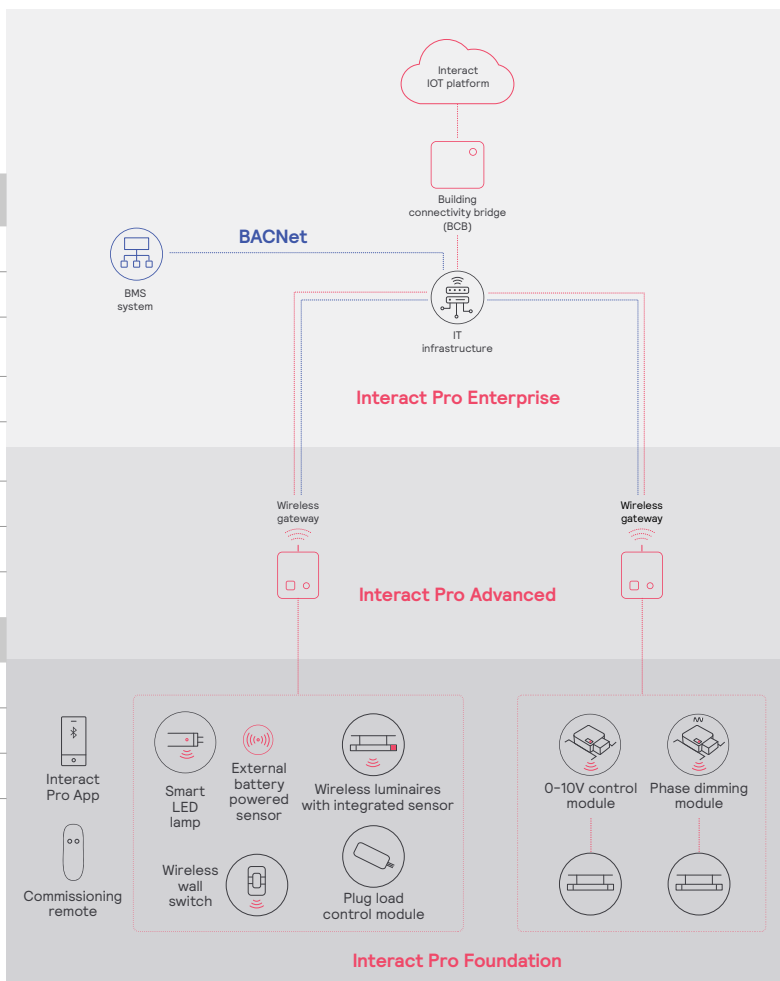 Interact
IOT platform
Building
connectivity bridge
(BCB)
BACNet
BMS
system
IT
infrastructure
Interact Pro Enterprise
Wireless
gateway
Wireless
gateway
Interact Pro Advanced
Interact
Pro App
Smart
LED
lamp
External
battery
powered
sensor
Wireless luminaires
with integrated sensor
0-10V control
module
Phase dimming
module
Commissioning
remote
Wireless
wall
switch
Plug load
control module
Interact Pro Foundation